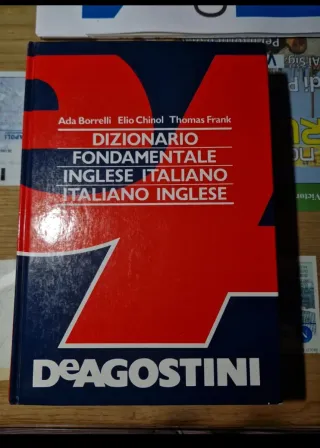 Ada Borrelli Elio Chinol Thomas Frank
DIZIONARIO
FONDAMENTALE
INGLESE ITALIANO
ITALIANO INGLESE
DEAGOSTINI